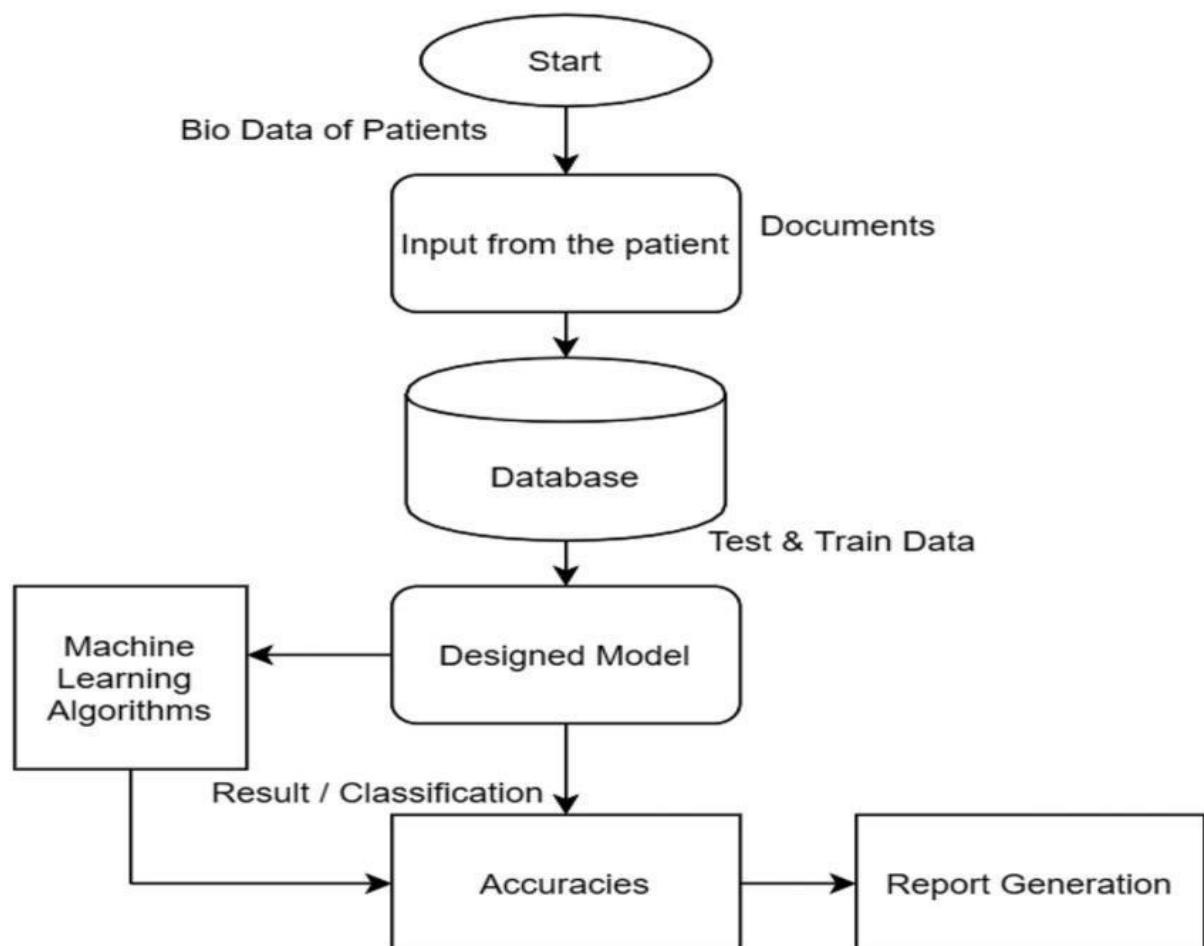 Start
Bio Data of Patients
Input from the patient
Documents
Database
Test & Train Data
Machine
Learning
Algorithms
Designed Model
Result / Classification
Accuracies
Report Generation